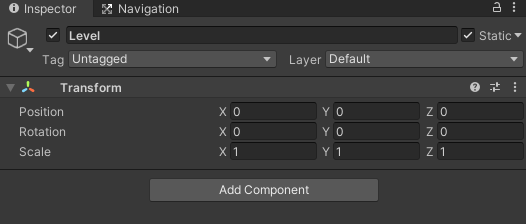 Inspector Navigation
Level Static
Tag Untagged Layer Default
Transform
Position X 0 Y 0 Z 0
Rotation X 0 Y 0 Z 0
Scale X 1 Y 1 Z 1
Add Component